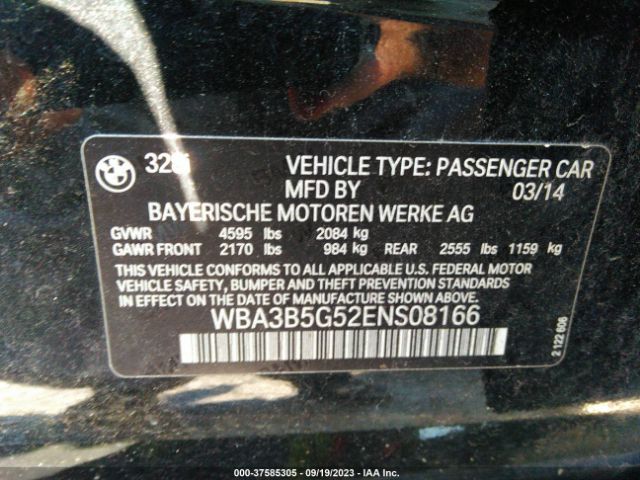 VEHICLE TYPE: PASSENGER CAR
MFD BY 03/14
BAYERISCHE MOTOREN WERKE AG
GVWR 4595 lbs 2084 kg
GAWR FRONT 2170 lbs 984 kg REAR 2555 lbs 1159 kg
THIS VEHICLE CONFORMS TO ALL APPLICABLE U.S. FEDERAL MOTOR
VEHICLE SAFETY, BUMPER AND THEFT PREVENTION STANDARDS
IN EFFECT ON THE DATE OF MANUFACTURE SHOWN ABOVE.
WBA3B5G52ENS08166
2 122 606
000-37585305 - 09/19/2023 - IAA Inc.